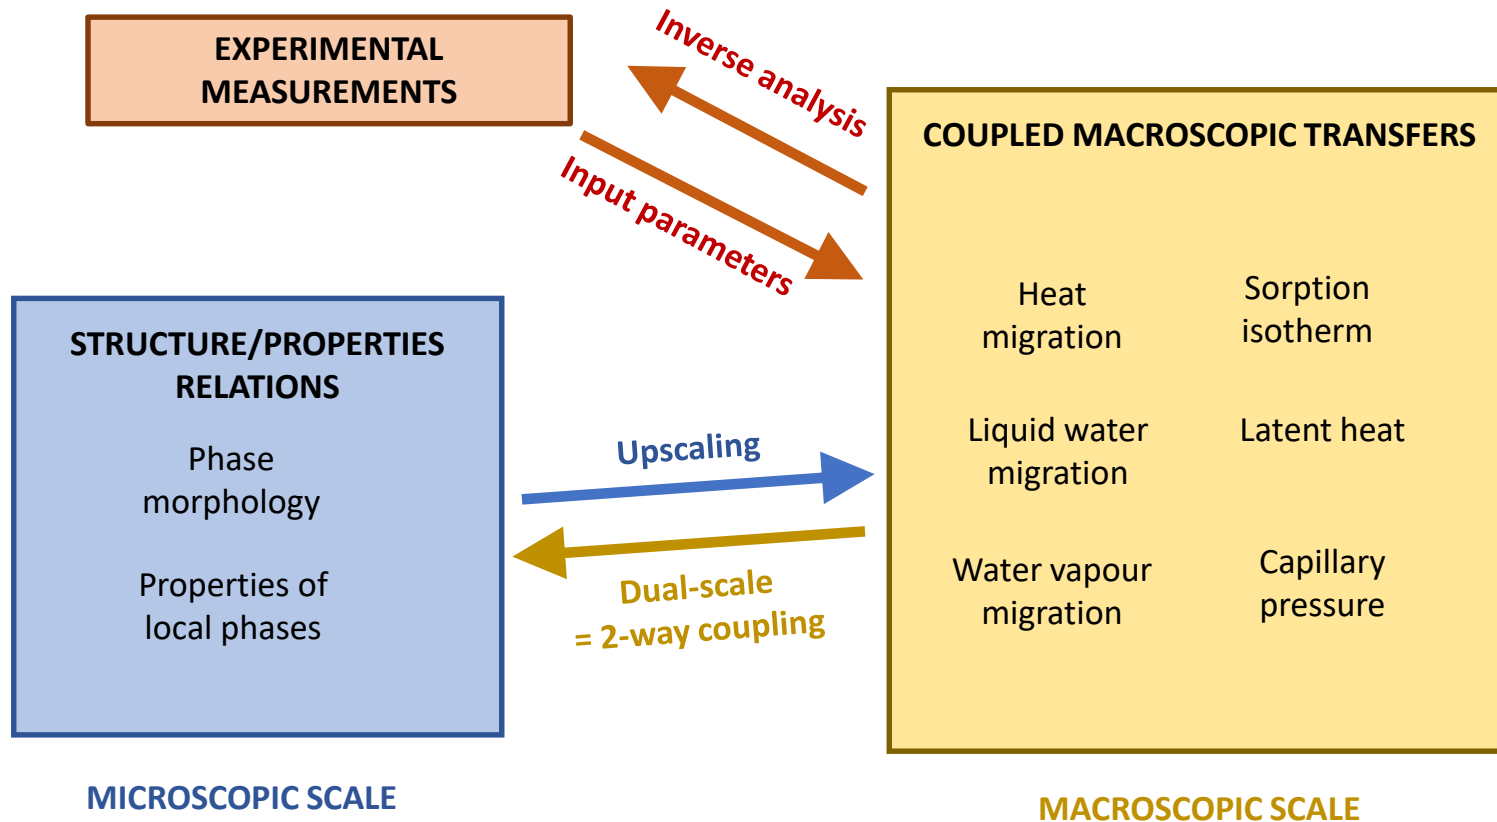 EXPERIMENTAL
MEASUREMENTS
Inverse analysis
Input parameters
COUPLED MACROSCOPIC TRANSFERS
Heat
migration
Sorption
isotherm
Liquid water
migration
Latent heat
Water vapour
migration
Capillary
pressure
STRUCTURE/PROPERTIES
RELATIONS
Phase
morphology
Properties of
local phases
Upscaling
Dual-scale
= 2-way coupling
MICROSCOPIC SCALE
MACROSCOPIC SCALE